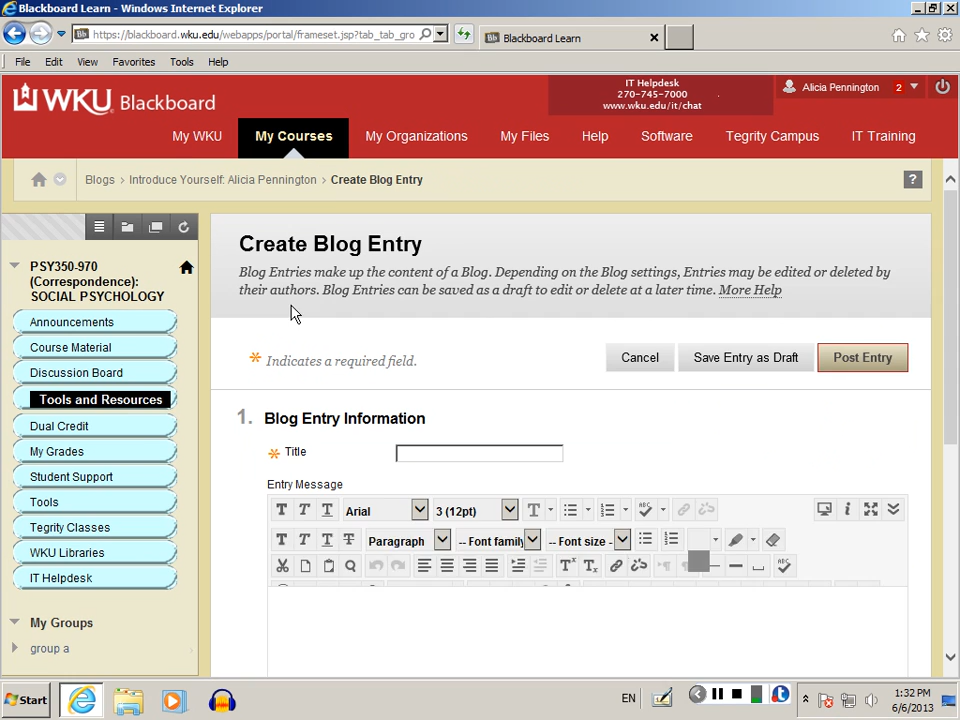 Blackboard Learn - Windows Internet Explorer
https://blackboard.wku.edu/webapps/portal/frameset.jsp?tab_tab_gro
Blackboard Learn
File Edit View Favorites Tools Help
WKU Blackboard
IT Helpdesk
270-745-7000
www.wku.edu/it/chat
Alicia Pennington 2
My WKU My Courses My Organizations My Files Help Software Tegrity Campus IT Training
Blogs > Introduce Yourself: Alicia Pennington > Create Blog Entry
?
PSY350-970
(Correspondence):
SOCIAL PSYCHOLOGY
Announcements
Course Material
Discussion Board
Tools and Resources
Dual Credit
My Grades
Student Support
Tools
Tegrity Classes
WKU Libraries
IT Helpdesk
My Groups
group a
Create Blog Entry
Blog Entries make up the content of a Blog. Depending on the Blog settings, Entries may be edited or deleted by
their authors. Blog Entries can be saved as a draft to edit or delete at a later time. More Help
Indicates a required field.
Cancel Save Entry as Draft Post Entry
1. Blog Entry Information
Title
Entry Message
T T T Arial 3 (12pt) T
T T T T Paragraph -- Font family -- Font size -
Start
EN
1:32 PM
6/6/2013